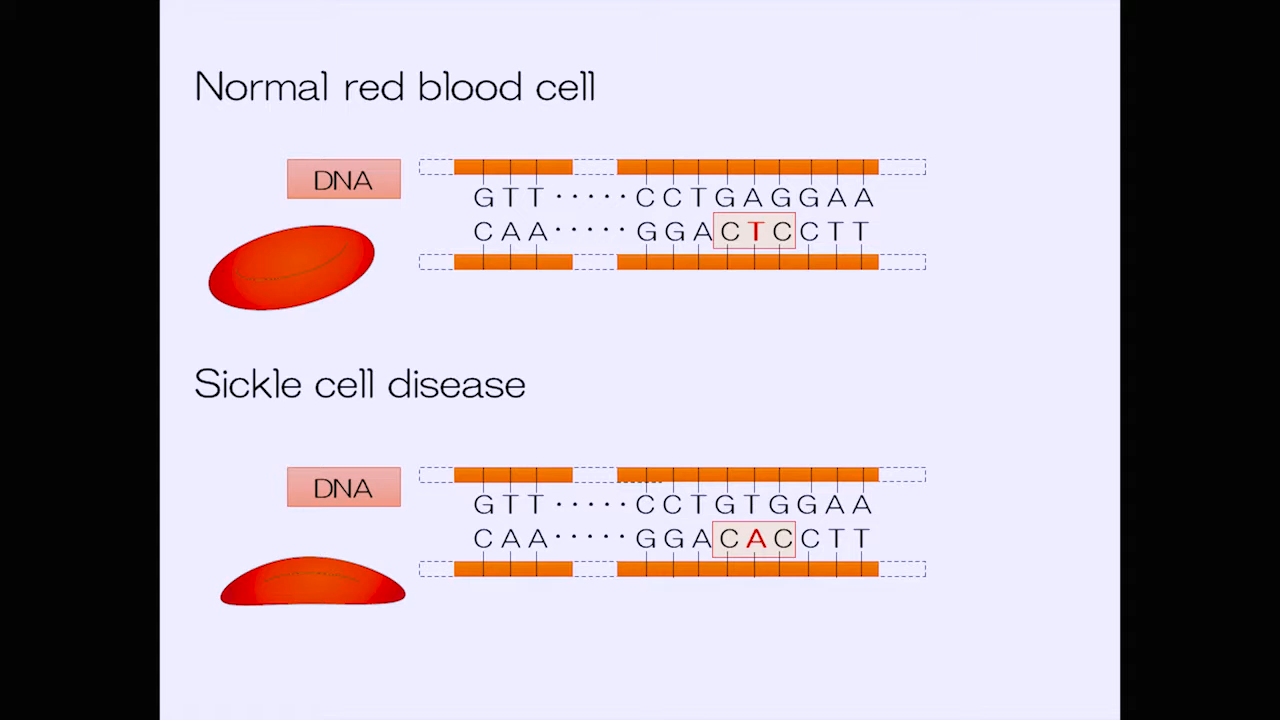 Normal red blood cell
DNA
GTT·····CCTGAGGAA
CAA·····GGACTCCTT
Sickle cell disease
DNA
GTT·····CCTGTGGAA
CAA·····GGACACCTT